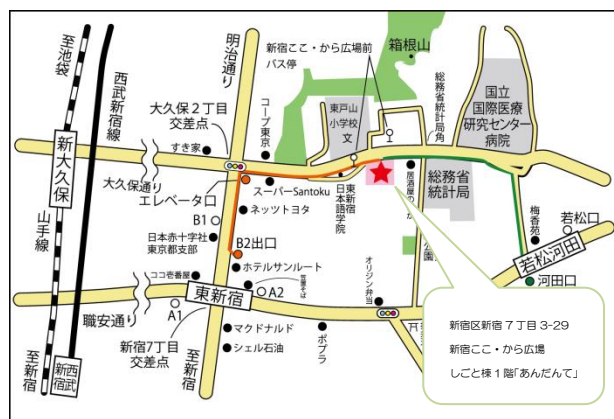 至池袋
西武新宿線
明治通り
大久保2丁目
交差点
新宿ここ・から広場前
バス停
箱根山
コープ東京
東戸山
小学校
文
総務省統計局角
国立
国際医療
研究センター
病院
新大久保
すき家
大久保通り
エレベータ口
スーパーSantoku
東新宿
日本語学院
総務省
統計局
B1
ネッツトヨタ
山手線
日本赤十字社
東京都支部
B2出口
梅香苑
若松口
若松河田
河田口
ホテルサンルート
ココ壱番屋
東新宿
A2
オリジン弁当
職安通り
A1
新宿7丁目
交差点
マクドナルド
シェル石油
ポプラ
至新宿
西武
新宿
至新宿
新宿区新宿7丁目3-29
新宿ここ・から広場
しごと棟1階「あんだんて」